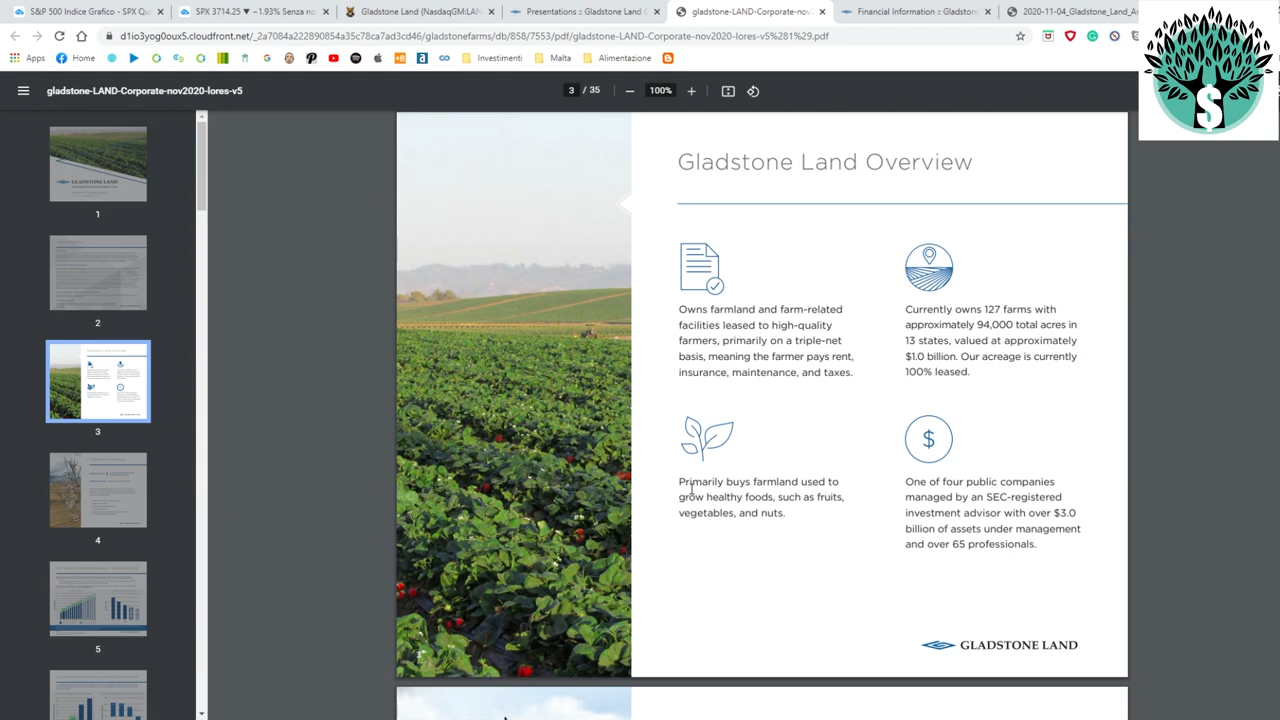 S&P 500 Indice Grafico - SPX Qu
SPX 3714.25 ▼ −1.93% Senza no
Gladstone Land (NasdaqGM:LAN
Presentations :: Gladstone Land C
gladstone-LAND-Corporate-nov
Financial Information :: Gladston
2020-11-04_Gladstone_Land_A
d1io3yog0oux5.cloudfront.net/_2a7084a222890854a35c78ca7ad3cd46/gladstonefarms/db/858/7553/pdf/gladstone-LAND-Corporate-nov2020-lores-v5%281%29.pdf
Apps
Home
Investimenti
Malta
Alimentazione
gladstone-LAND-Corporate-nov2020-lores-v5
3 / 35
100%
1
2
3
4
5
Gladstone Land Overview
Owns farmland and farm-related
facilities leased to high-quality
farmers, primarily on a triple-net
basis, meaning the farmer pays rent,
insurance, maintenance, and taxes.
Currently owns 127 farms with
approximately 94,000 total acres in
13 states, valued at approximately
$1.0 billion. Our acreage is currently
100% leased.
Primarily buys farmland used to
grow healthy foods, such as fruits,
vegetables, and nuts.
$
One of four public companies
managed by an SEC-registered
investment advisor with over $3.0
billion of assets under management
and over 65 professionals.
GLADSTONE LAND
$